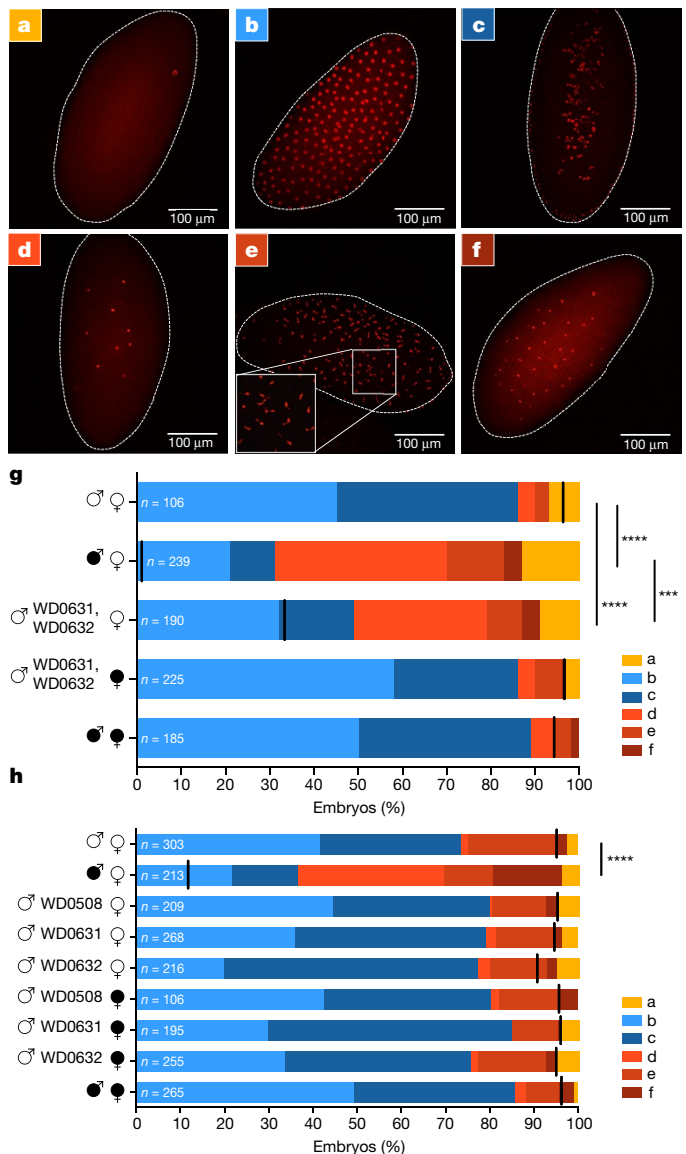 a
b
c
100 µm
100 µm
100 µm
d
e
f
100 µm
100 µm
100 µm
g
♂ ♀ n = 106
♂ ♀ n = 239
♂ WD0631, WD0632 ♀ n = 190
♂ WD0631, WD0632 ♀ n = 225
♂ ♀ n = 185
****
****
***
a
b
c
d
e
f
0 10 20 30 40 50 60 70 80 90 100
Embryos (%)
h
♂ ♀ n = 303
♂ ♀ n = 213
♂ WD0508 ♀ n = 209
♂ WD0631 ♀ n = 268
♂ WD0632 ♀ n = 216
♂ WD0508 ♀ n = 106
♂ WD0631 ♀ n = 195
♂ WD0632 ♀ n = 255
♂ ♀ n = 265
****
a
b
c
d
e
f
0 10 20 30 40 50 60 70 80 90 100
Embryos (%)